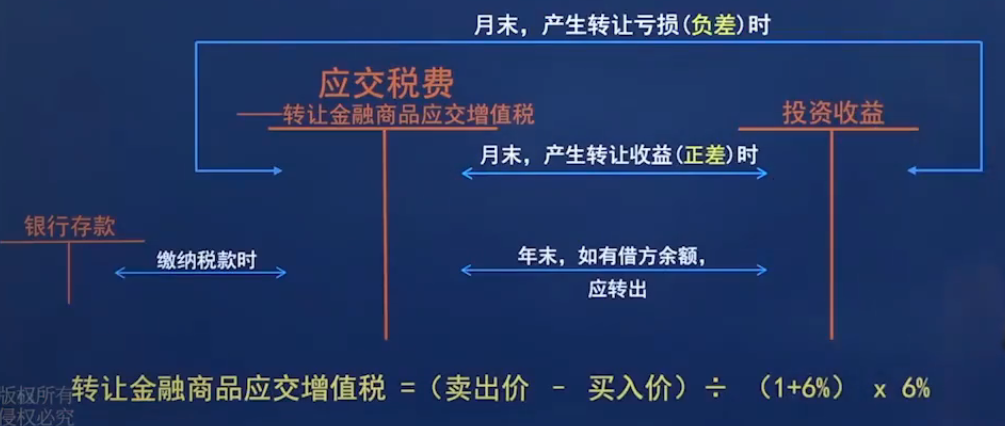 月末，产生转让亏损(负差)时
应交税费
——转让金融商品应交增值税
投资收益
月末，产生转让收益(正差)时
银行存款
缴纳税款时
年末，如有借方余额，
应转出
转让金融商品应交增值税 =（卖出价 - 买入价）÷ （1+6%） x 6%
版权所有
侵权必究